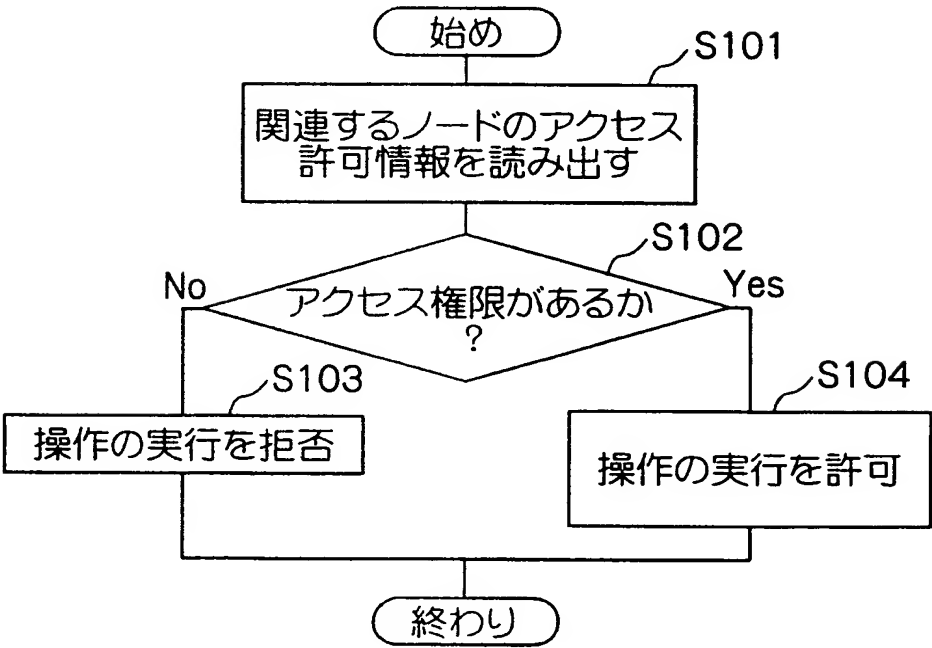 始め
S101
関連するノードのアクセス
許可情報を読み出す
S102
No
Yes
アクセス権限があるか
?
S103
S104
操作の実行を拒否
操作の実行を許可
終わり